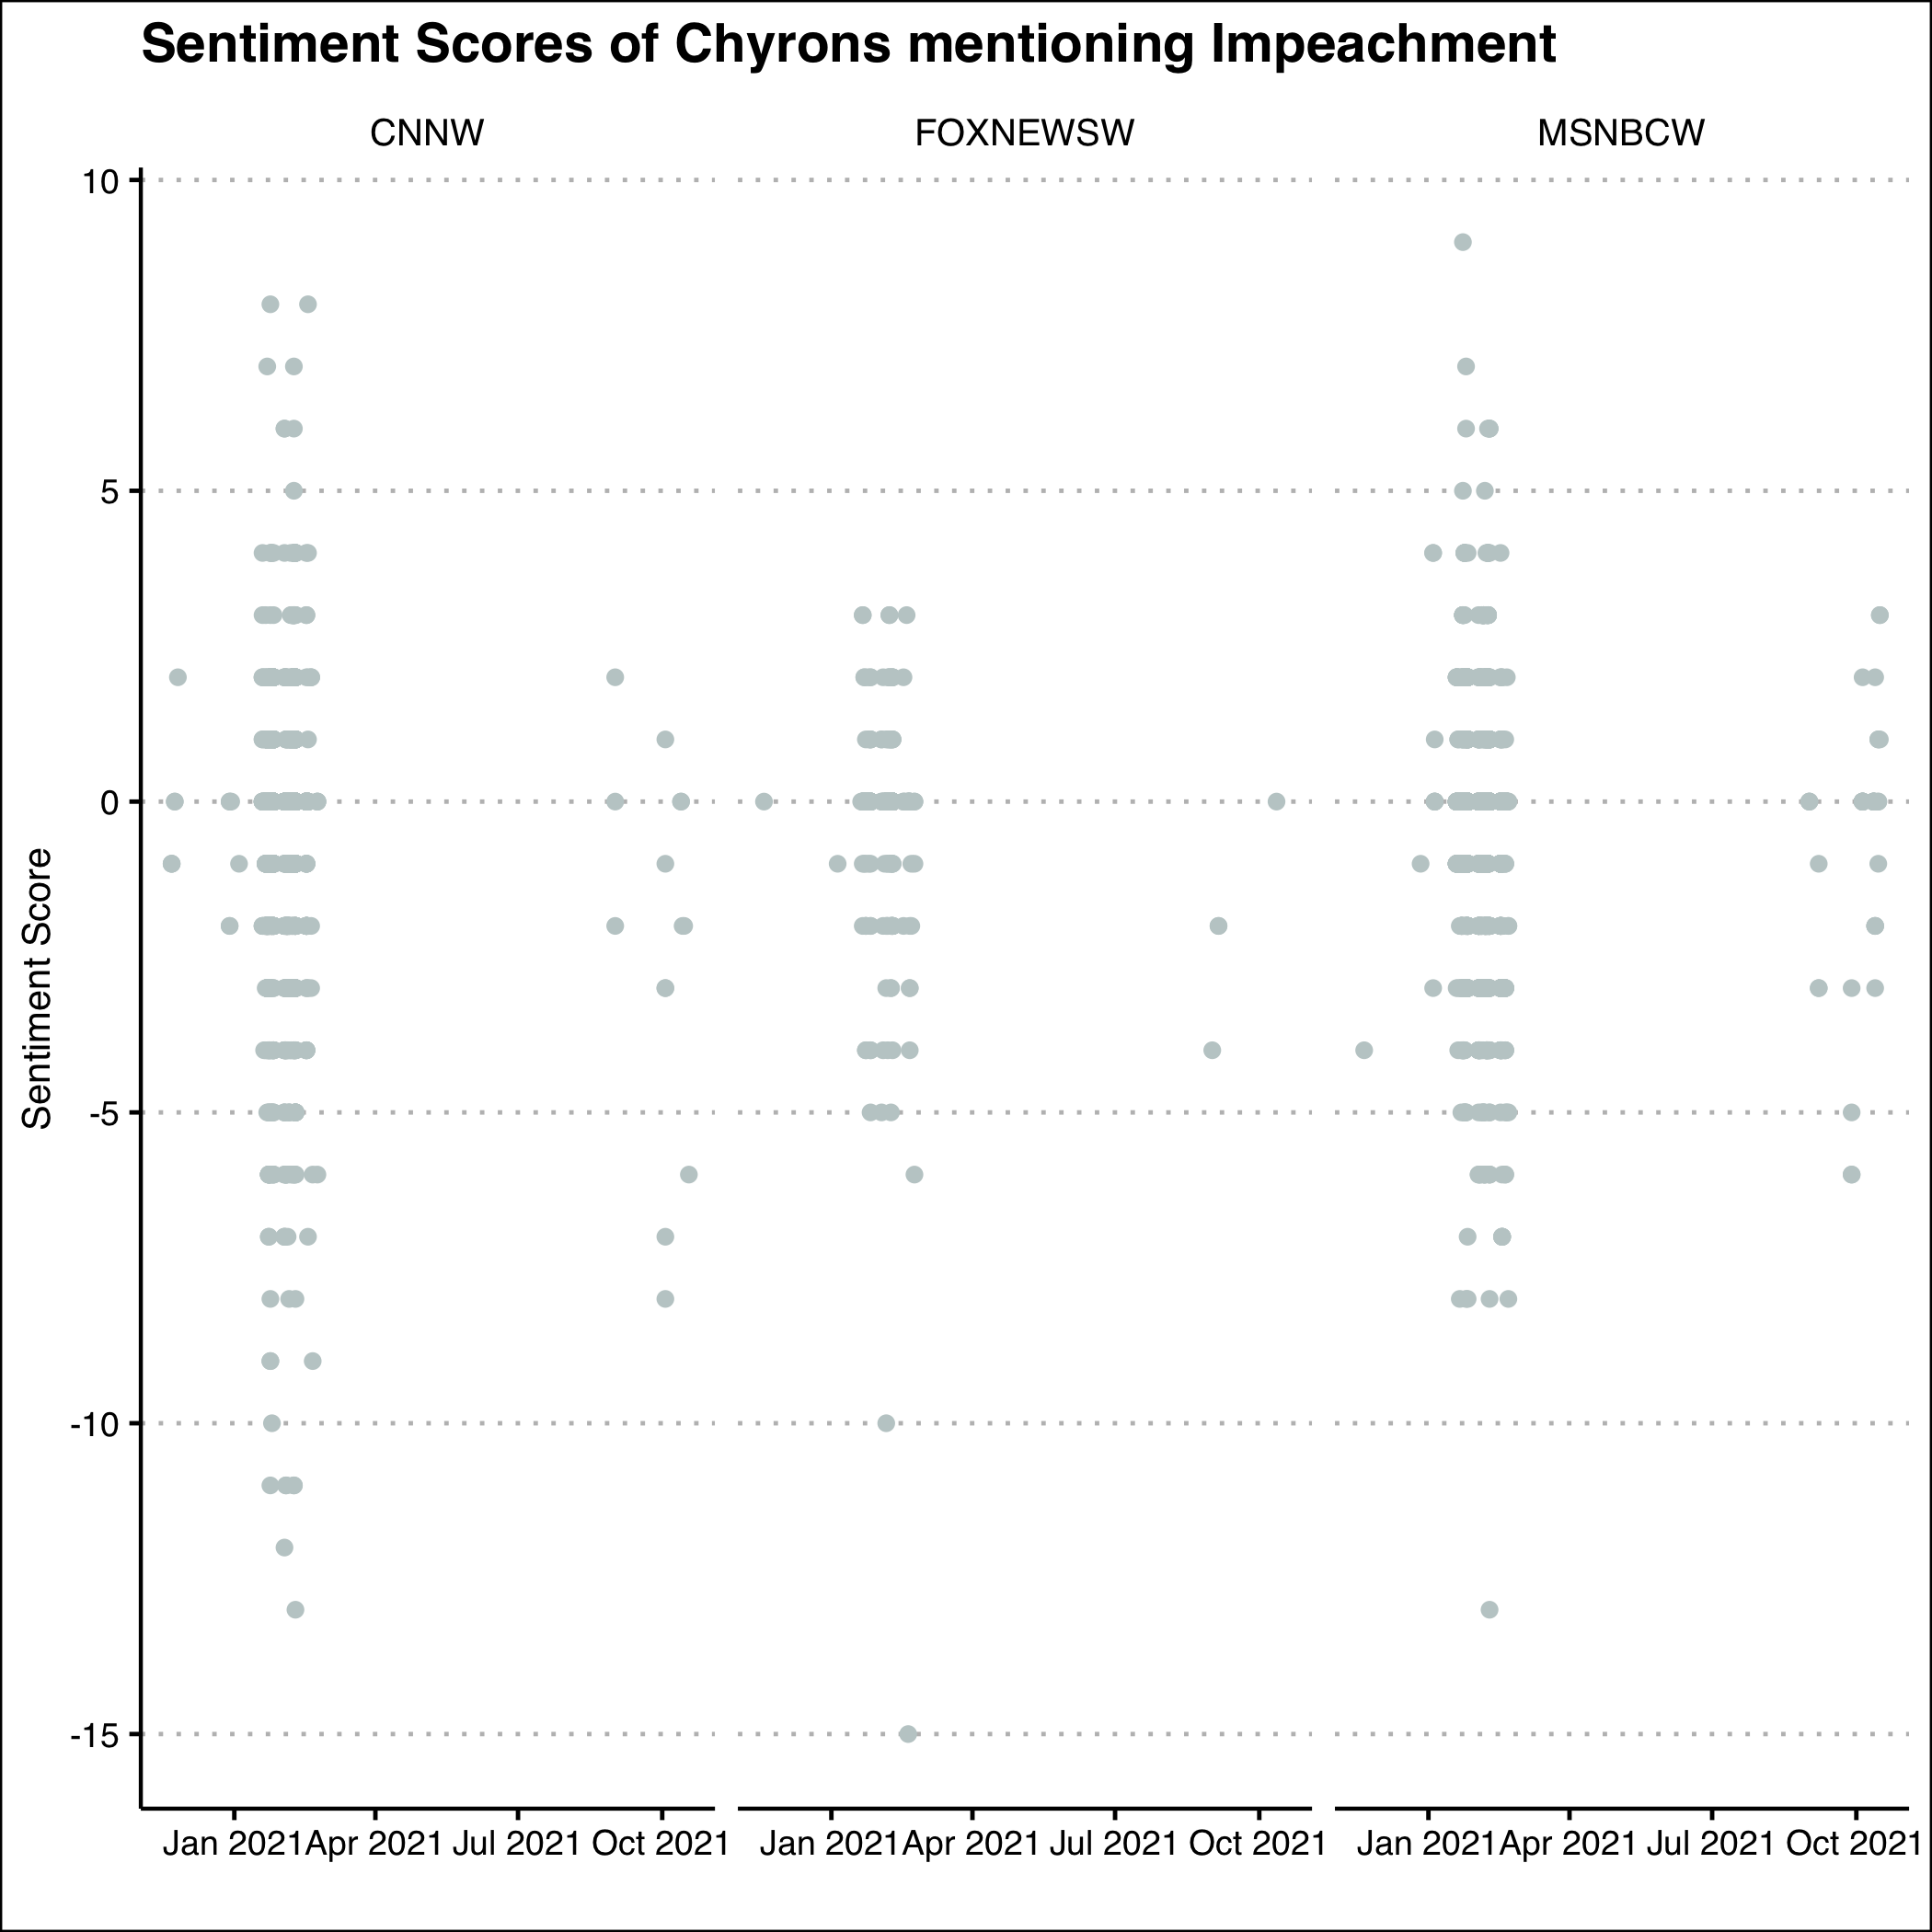 Sentiment Scores of Chyrons mentioning Impeachment
CNNW FOXNEWSW MSNBCW
10
5
0
-5
-10
-15
Sentiment Score
Jan 2021 Apr 2021 Jul 2021 Oct 2021 Jan 2021 Apr 2021 Jul 2021 Oct 2021 Jan 2021 Apr 2021 Jul 2021 Oct 2021